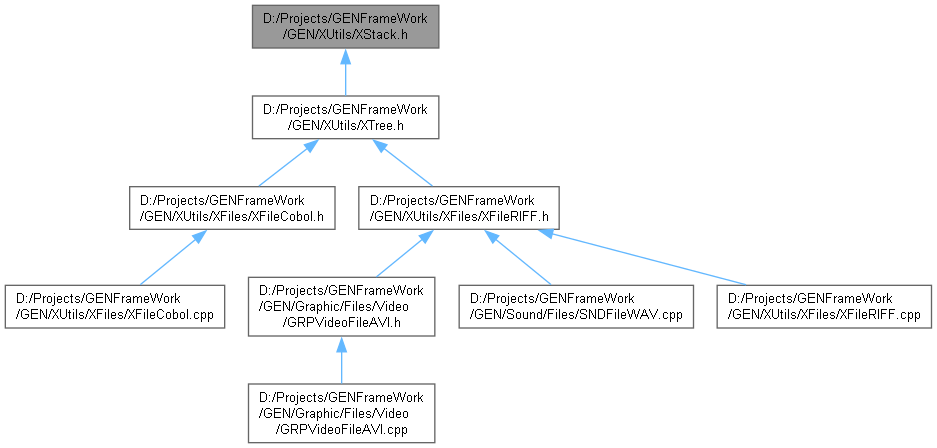 D:/Projects/GENFrameWork
/GEN/XUtils/XStack.h
D:/Projects/GENFrameWork
/GEN/XUtils/XTree.h
D:/Projects/GENFrameWork
/GEN/XUtils/XFiles/XFileCobol.h
D:/Projects/GENFrameWork
/GEN/XUtils/XFiles/XFileRIFF.h
D:/Projects/GENFrameWork
/GEN/XUtils/XFiles/XFileCobol.cpp
D:/Projects/GENFrameWork
/GEN/Graphic/Files/Video
/GRPVideoFileAVI.h
D:/Projects/GENFrameWork
/GEN/Sound/Files/SNDFileWAV.cpp
D:/Projects/GENFrameWork
/GEN/XUtils/XFiles/XFileRIFF.cpp
D:/Projects/GENFrameWork
/GEN/Graphic/Files/Video
/GRPVideoFileAVI.cpp